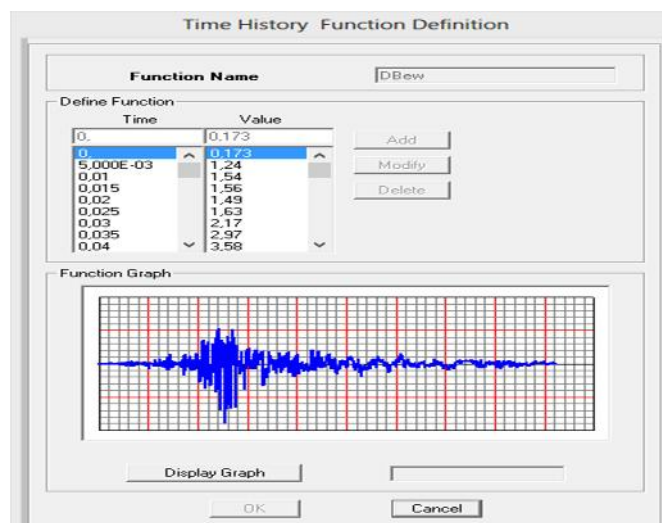 Time History Function Definition
Function Name DBew
Define Function
Time Value
0. 0,173
Add
Modify
Delete
0. 0,173
5,000E-03 1,24
0,01 1,54
0,015 1,56
0,02 1,49
0,025 1,63
0,03 2,17
0,035 2,97
0,04 3,58
Function Graph
Display Graph
OK Cancel